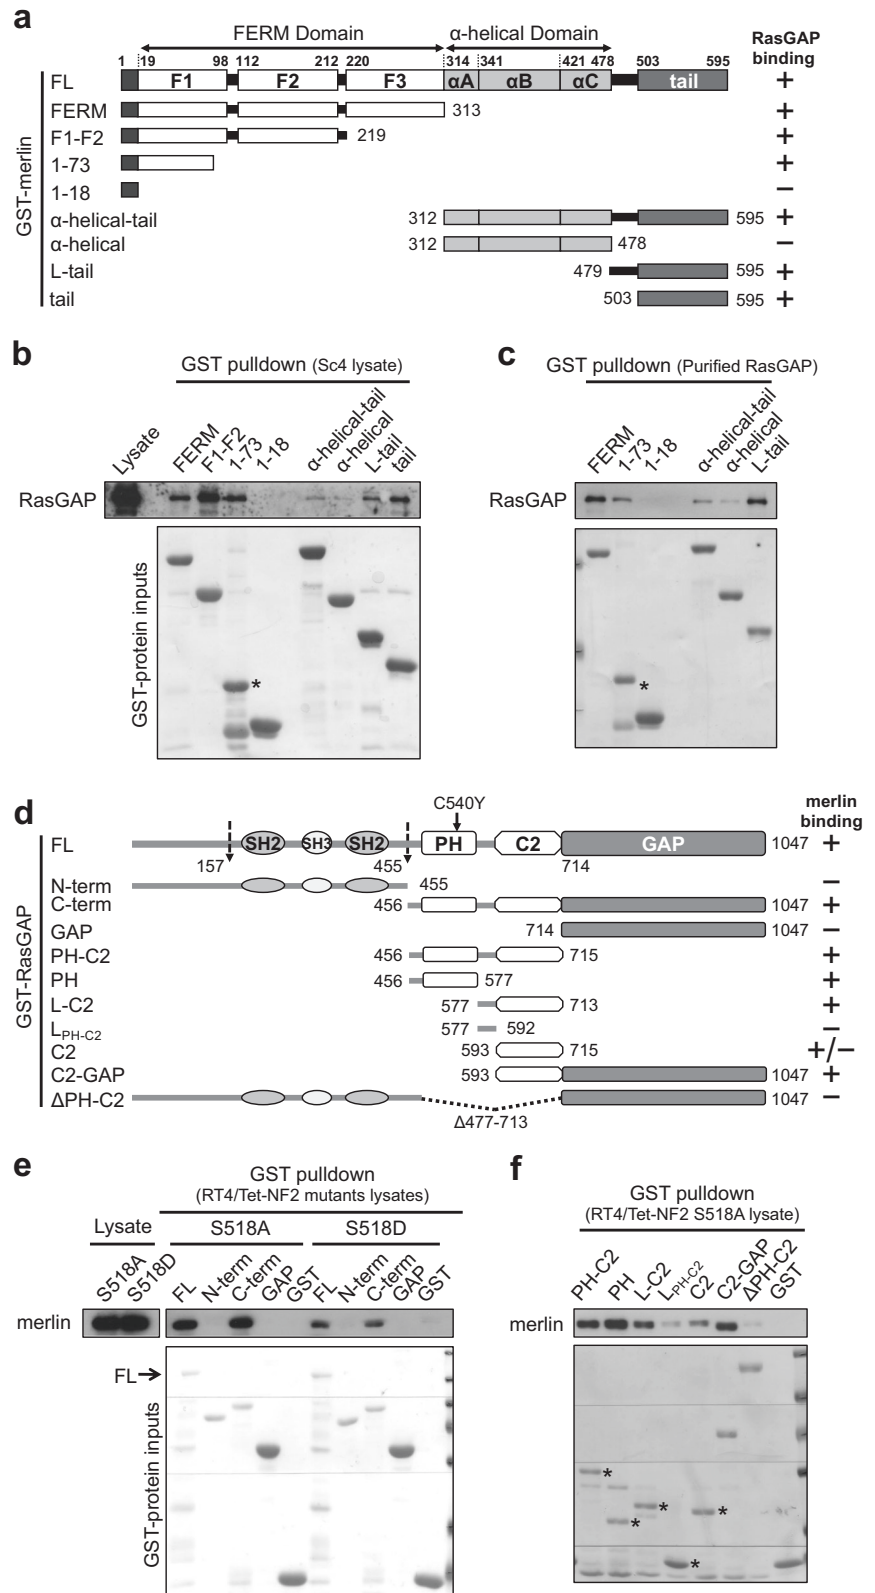 a
FERM Domain α-helical Domain RasGAP binding
1 19 98 112 212 220 314 341 421 478 503 595
GST-merlin
FL F1 F2 F3 αA αB αC tail +
FERM 313 +
F1-F2 219 +
1-73 +
1-18 −
α-helical-tail 312 595 +
α-helical 312 478 −
L-tail 479 595 +
tail 503 595 +
b
GST pulldown (Sc4 lysate)
Lysate FERM F1-F2 1-73 1-18 α-helical-tail α-helical L-tail tail
RasGAP
GST-protein inputs
*
c
GST pulldown (Purified RasGAP)
FERM 1-73 1-18 α-helical-tail α-helical L-tail
RasGAP
*
d
C540Y
merlin binding
GST-RasGAP
FL SH2 SH3 SH2 PH C2 GAP 1047 +
157 455 714
N-term 455 −
C-term 456 1047 +
GAP 714 1047 −
PH-C2 456 715 +
PH 456 577 +
L-C2 577 713 +
LPH-C2 577 592 −
C2 593 715 +/−
C2-GAP 593 1047 +
ΔPH-C2 1047 −
Δ477-713
e
GST pulldown
(RT4/Tet-NF2 mutants lysates)
Lysate S518A S518D
S518A S518D FL N-term C-term GAP GST FL N-term C-term GAP GST
merlin
FL
GST-protein inputs
f
GST pulldown
(RT4/Tet-NF2 S518A lysate)
PH-C2 PH L-C2 LPH-C2 C2 C2-GAP ΔPH-C2 GST
merlin
*
* *
*
*